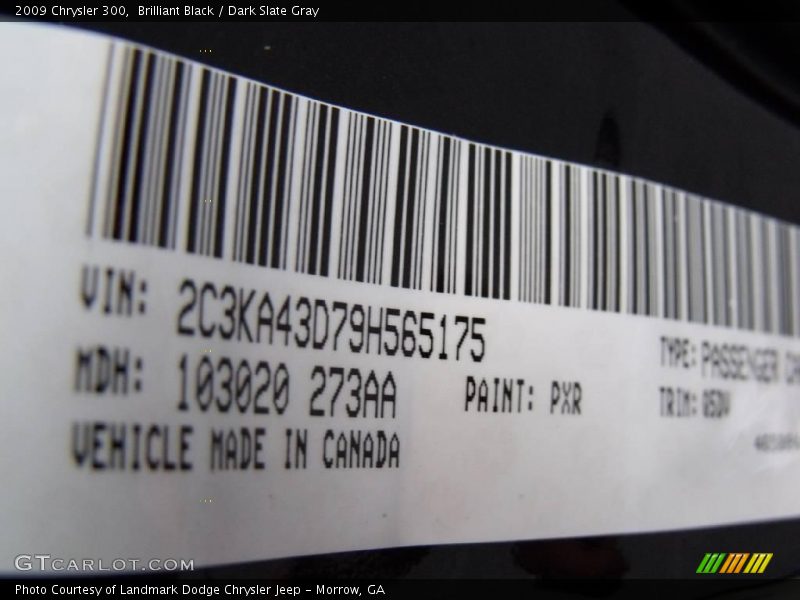 2009 Chrysler 300,  Brilliant Black / Dark Slate Gray
VIN: 2C3KA43D79H565175
TYPE: PASSENGER
MDH: 103020 273AA
PAINT: PXR
TRIM:
VEHICLE MADE IN CANADA
GTCARLOT.COM
Photo Courtesy of Landmark Dodge Chrysler Jeep - Morrow, GA